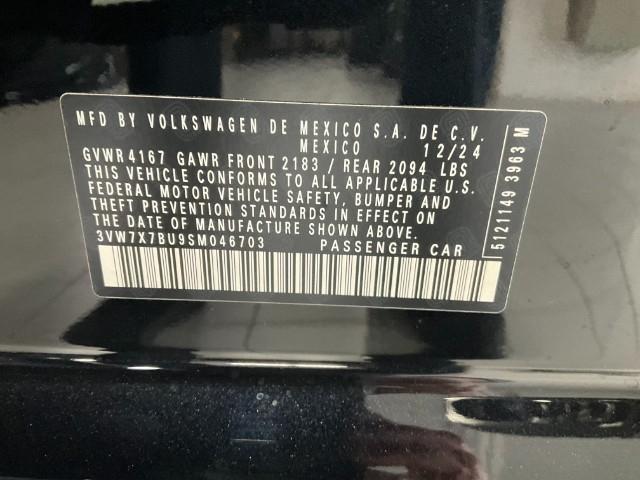 MFD BY VOLKSWAGEN DE MEXICO S.A. DE C.V.
MEXICO 12/24
GVWR 4167 GAWR FRONT 2183 / REAR 2094 LBS
THIS VEHICLE CONFORMS TO ALL APPLICABLE U.S.
FEDERAL MOTOR VEHICLE SAFETY, BUMPER AND
THEFT PREVENTION STANDARDS IN EFFECT ON
THE DATE OF MANUFACTURE SHOWN ABOVE.
3VW7X7BU9SM046703 PASSENGER CAR
5121149 3963 M